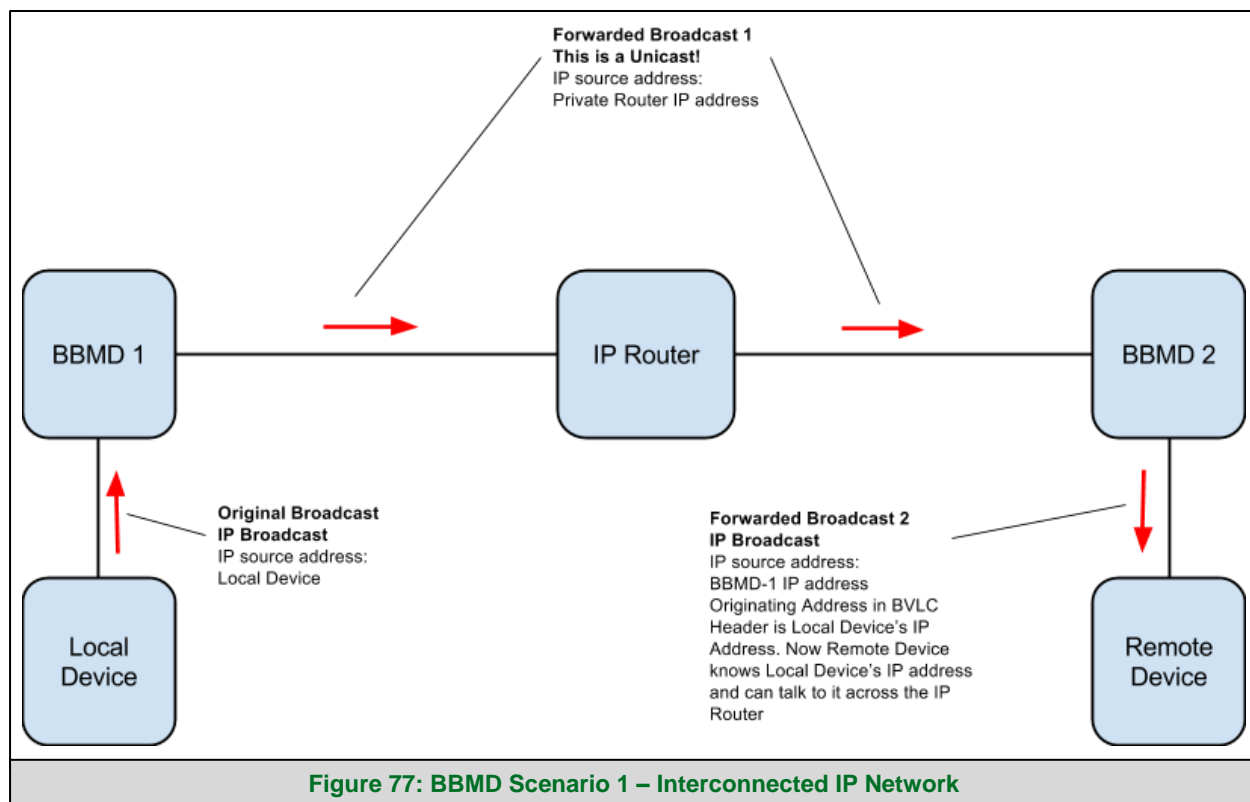 Forwarded Broadcast 1
This is a Unicast!
IP source address:
Private Router IP address
BBMD 1
IP Router
BBMD 2
Original Broadcast
IP Broadcast
IP source address:
Local Device
Forwarded Broadcast 2
IP Broadcast
IP source address:
BBMD-1 IP address
Originating Address in BVLC
Header is Local Device's IP
Address. Now Remote Device
knows Local Device's IP address
and can talk to it across the IP
Router
Local
Device
Remote
Device
Figure 77: BBMD Scenario 1 – Interconnected IP Network